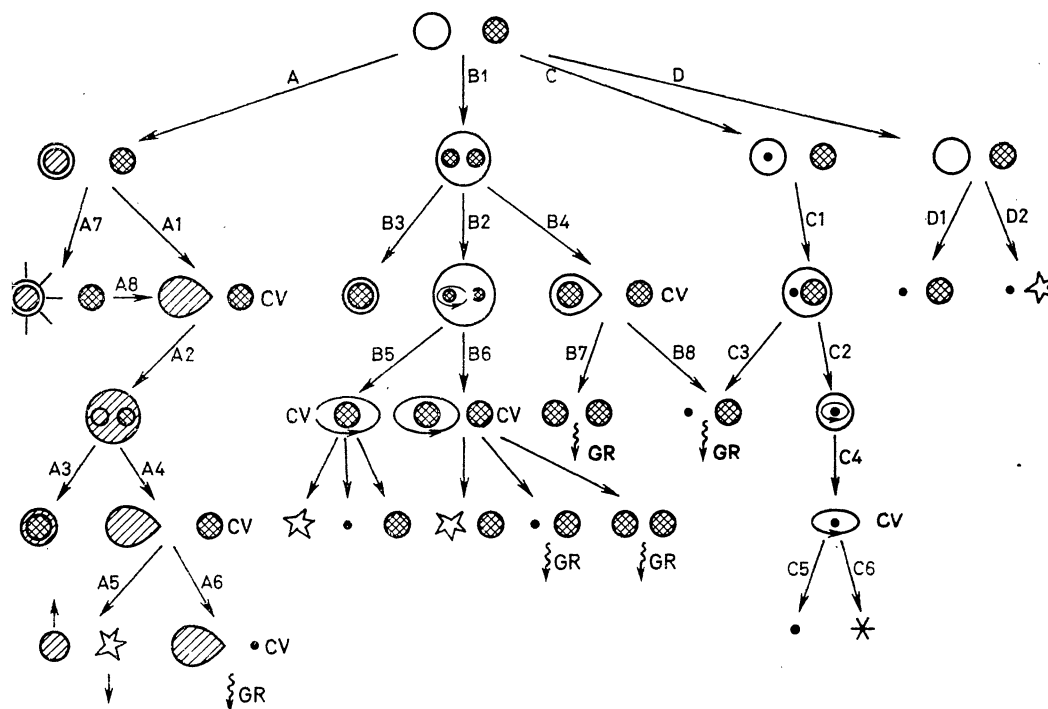 A B1 C D
A7 A1 B3 B2 B4 C1 D1 D2
A8 CV CV
A2 B5 B6 B7 B8 C3 C2
CV CV
GR GR
A3 A4 C4
CV CV
A5 A6 GR GR C5 C6
CV
GR